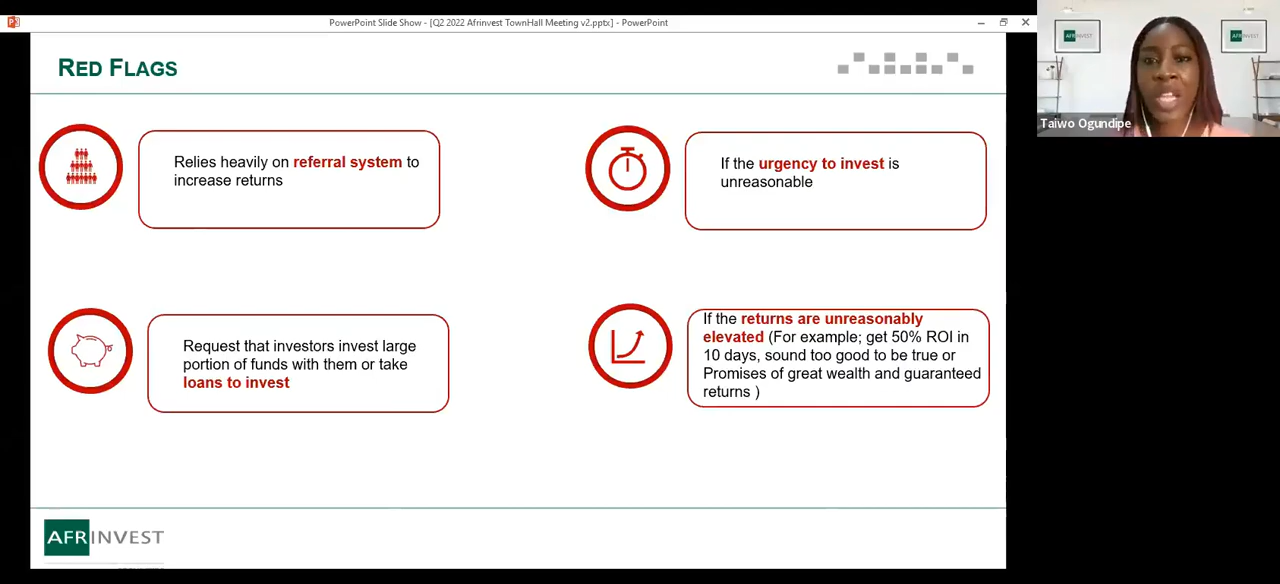 PowerPoint Slide Show - [Q2 2022 Afrinvest TownHall Meeting v2.pptx] - PowerPoint
RED FLAGS
Relies heavily on referral system to
increase returns
If the urgency to invest is
unreasonable
Request that investors invest large
portion of funds with them or take
loans to invest
If the returns are unreasonably
elevated (For example; get 50% ROI in
10 days, sound too good to be true or
Promises of great wealth and guaranteed
returns )
AFRINVEST
AFRINVEST
AFRINVEST
Taiwo Ogundipe